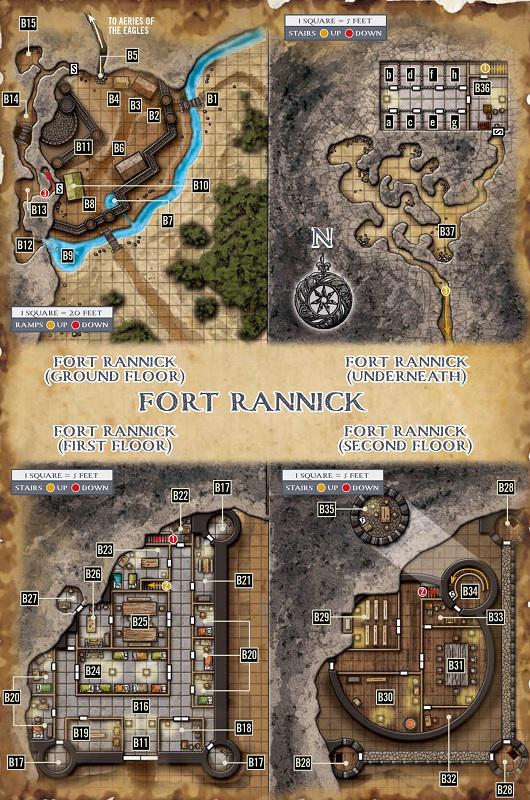 B15
TO AERIES OF
THE EAGLES
B5
S
B14
B4
B3
B2
B1
B11
B6
S
3
B10
B13
B8
B7
B12
B9
1 SQUARE = 20 FEET
RAMPS UP DOWN
1 SQUARE = 5 FEET
STAIRS UP DOWN
b d f h
1
B36
a c e g
S
B37
N
3
FORT RANNICK
(GROUND FLOOR)
FORT RANNICK
(UNDERNEATH)
FORT RANNICK
FORT RANNICK
(FIRST FLOOR)
FORT RANNICK
(SECOND FLOOR)
1 SQUARE = 5 FEET
STAIRS UP DOWN
B22
B17
1
B23
B26
2
B21
B27
B25
B24
B20
B20
B16
B19
B18
B11
B17
B17
1 SQUARE = 5 FEET
STAIRS UP DOWN
B28
B35
2
B34
B29
B33
B31
B30
B28
B32
B28